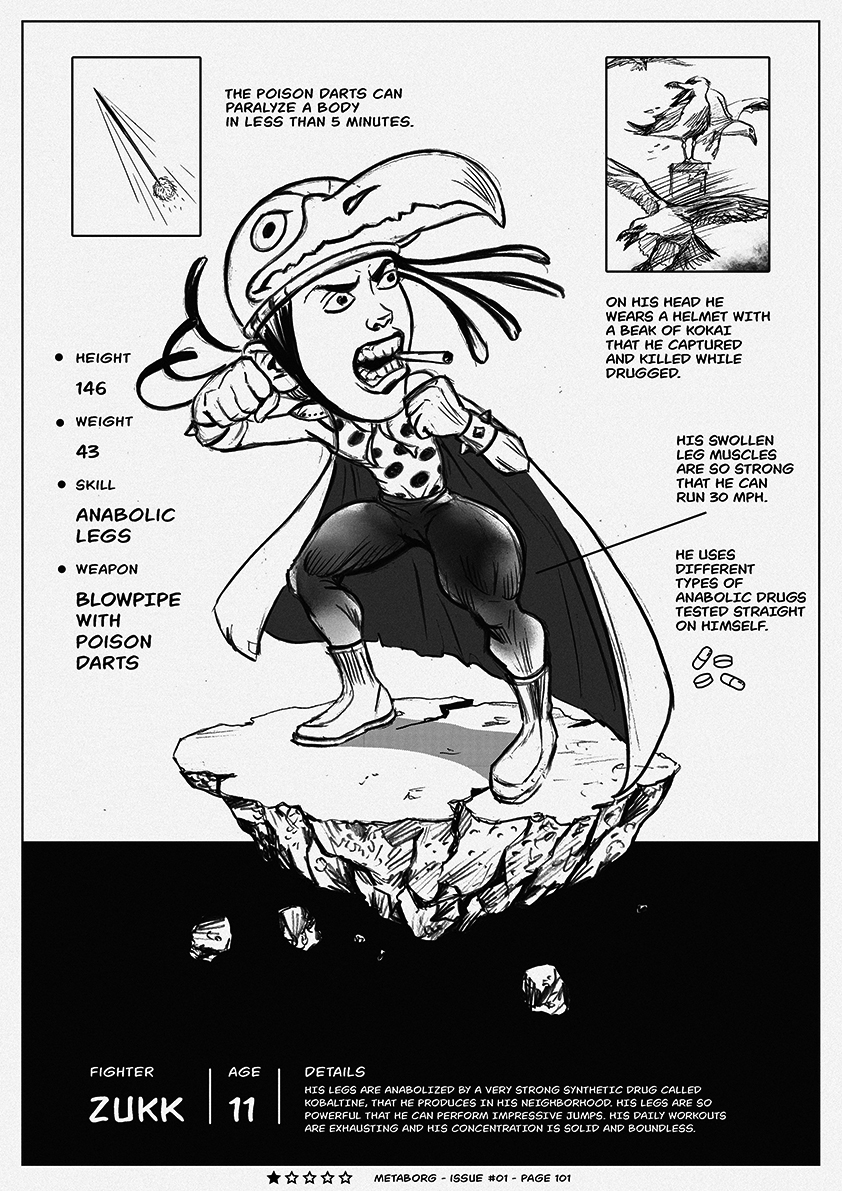 THE POISON DARTS CAN
PARALYZE A BODY
IN LESS THAN 5 MINUTES.
ON HIS HEAD HE
WEARS A HELMET WITH
A BEAK OF KOKAI
THAT HE CAPTURED
AND KILLED WHILE
DRUGGED.
HEIGHT
146
WEIGHT
43
SKILL
ANABOLIC
LEGS
WEAPON
BLOWPIPE
WITH
POISON
DARTS
HIS SWOLLEN
LEG MUSCLES
ARE SO STRONG
THAT HE CAN
RUN 30 MPH.
HE USES
DIFFERENT
TYPES OF
ANABOLIC DRUGS
TESTED STRAIGHT
ON HIMSELF.
FIGHTER
ZUKK
AGE
11
DETAILS
HIS LEGS ARE ANABOLIZED BY A VERY STRONG SYNTHETIC DRUG CALLED
KOBALTINE, THAT HE PRODUCES IN HIS NEIGHBORHOOD. HIS LEGS ARE SO
POWERFUL THAT HE CAN PERFORM IMPRESSIVE JUMPS. HIS DAILY WORKOUTS
ARE EXHAUSTING AND HIS CONCENTRATION IS SOLID AND BOUNDLESS.
METABORG - ISSUE #01 - PAGE 101